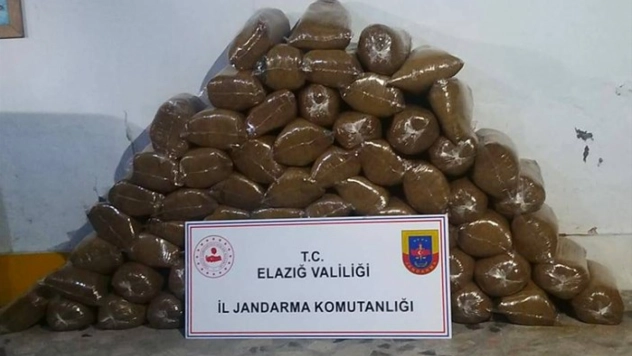 T.C.
ELAZIĞ VALİLİĞİ
İL JANDARMA KOMUTANLIĞI